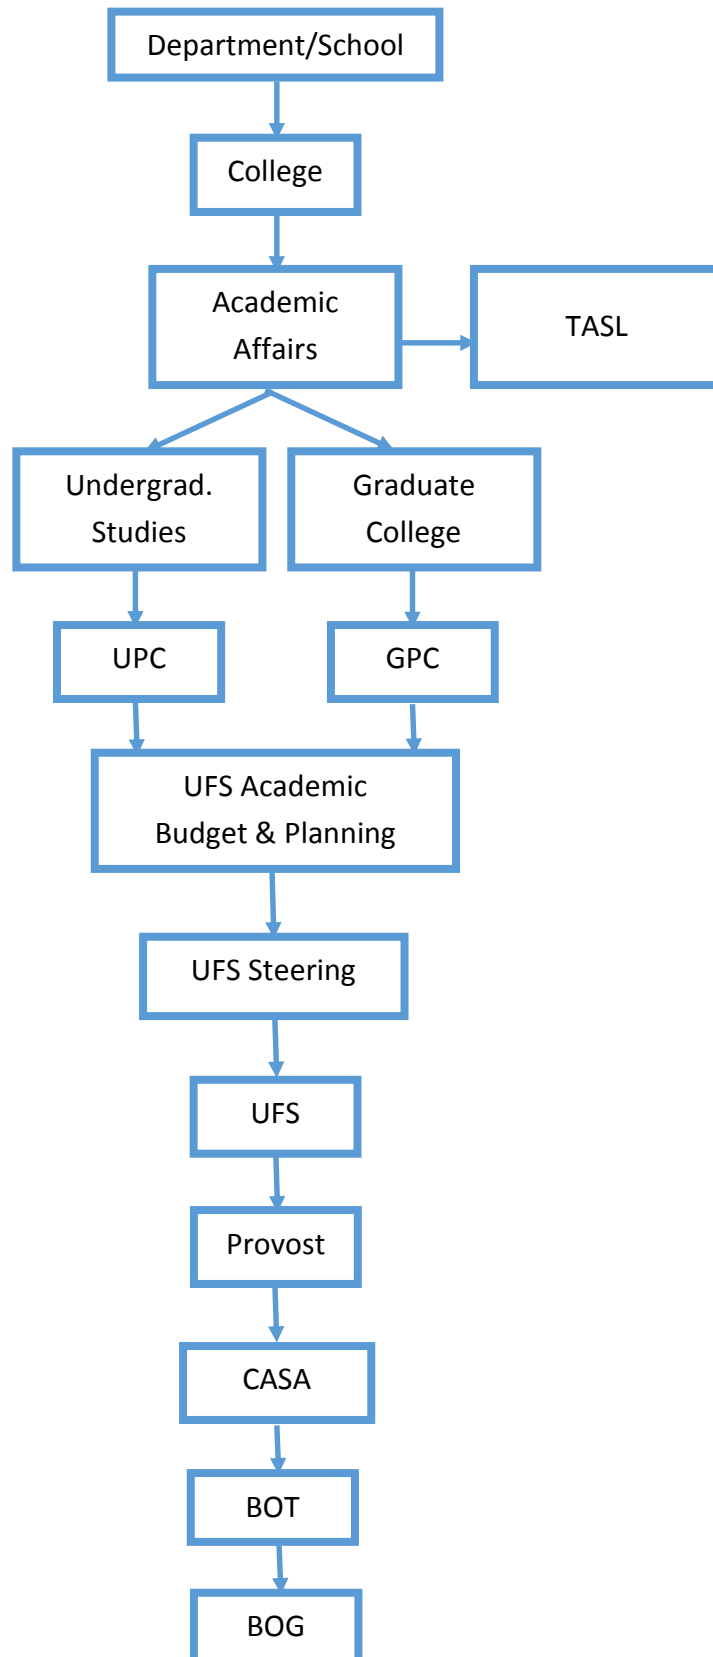 Department/School
College
Academic
Affairs
TASL
Undergrad.
Studies
Graduate
College
UPC
GPC
UFS Academic
Budget & Planning
UFS Steering
UFS
Provost
CASA
BOT
BOG